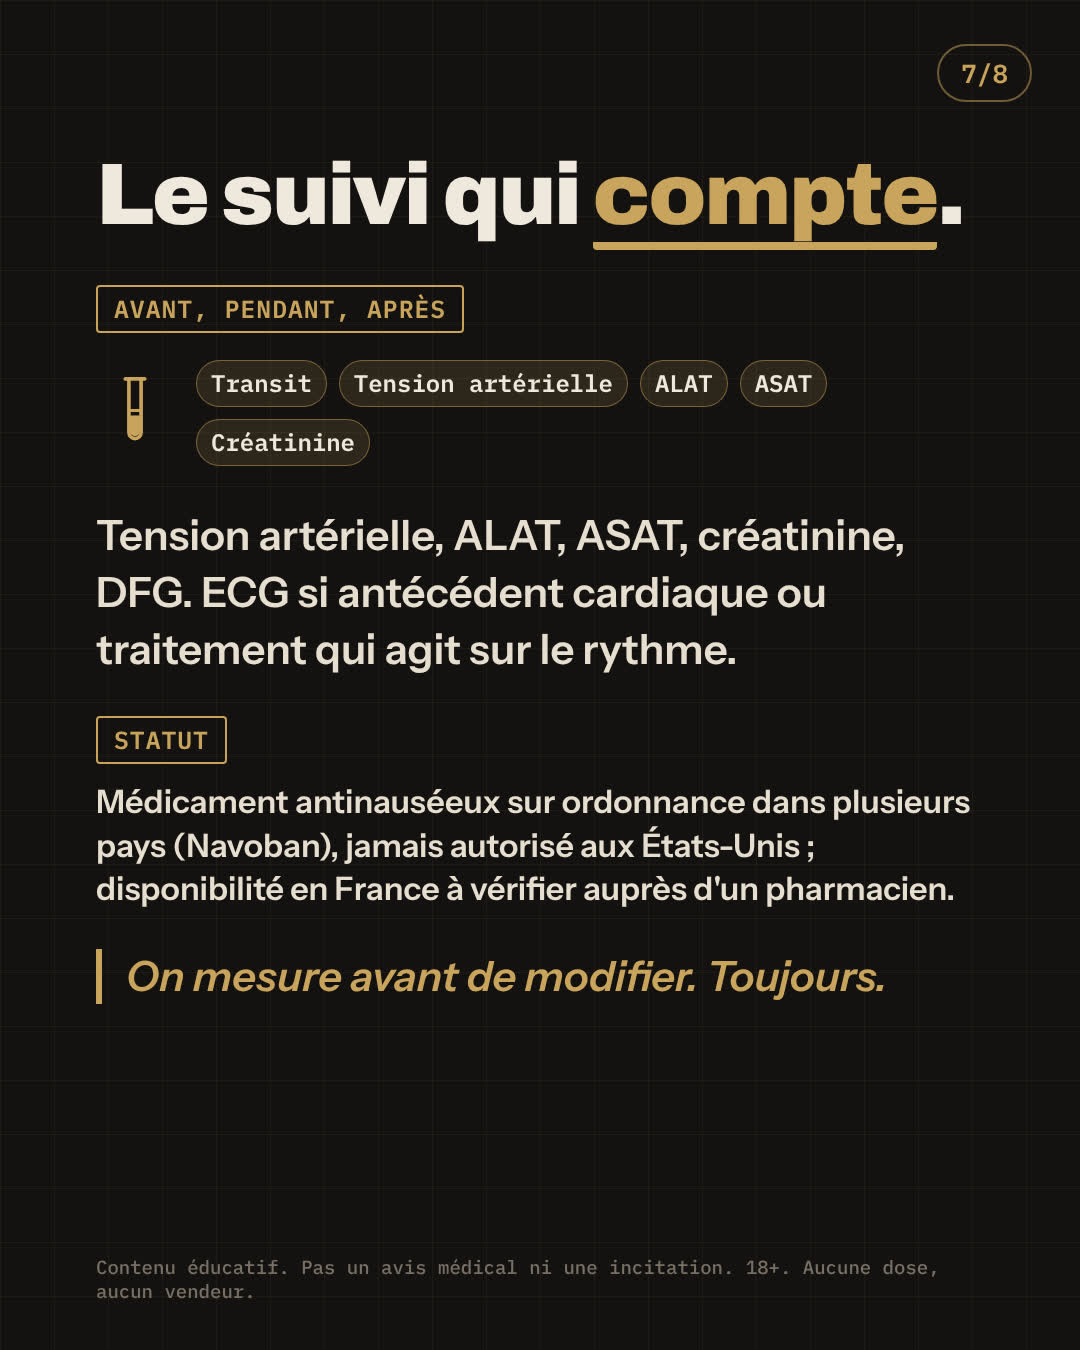 7/8
Le suivi qui compte.
AVANT, PENDANT, APRÈS
Transit Tension artérielle ALAT ASAT
Créatinine
Tension artérielle, ALAT, ASAT, créatinine,
DFG. ECG si antécédent cardiaque ou
traitement qui agit sur le rythme.
STATUT
Médicament antinauséeux sur ordonnance dans plusieurs
pays (Navoban), jamais autorisé aux États-Unis ;
disponibilité en France à vérifier auprès d'un pharmacien.
On mesure avant de modifier. Toujours.
Contenu éducatif. Pas un avis médical ni une incitation. 18+. Aucune dose,
aucun vendeur.